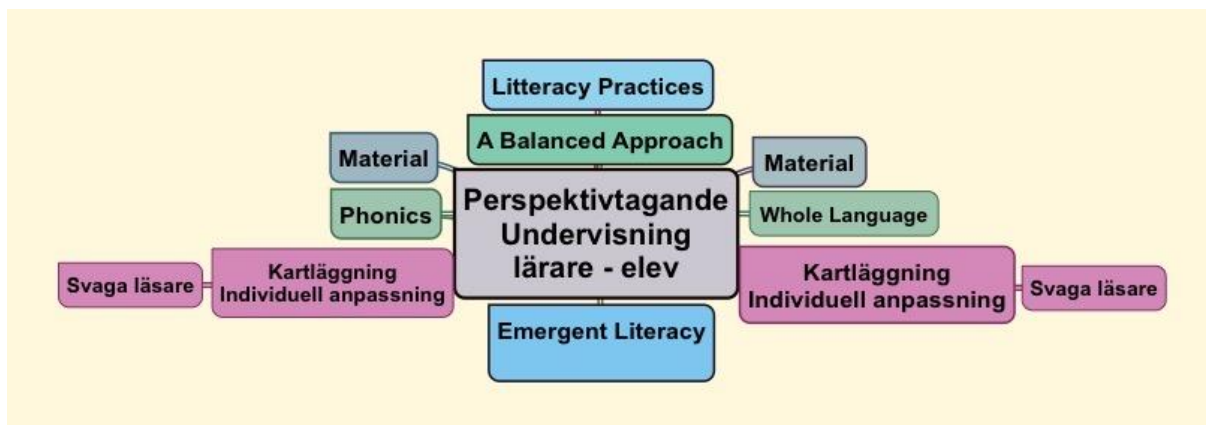 Litteracy Practices
A Balanced Approach
Material
Material
Perspektivtagande
Undervisning
lärare - elev
Phonics
Whole Language
Svaga läsare
Kartläggning
Individuell anpassning
Kartläggning
Individuell anpassning
Svaga läsare
Emergent Literacy